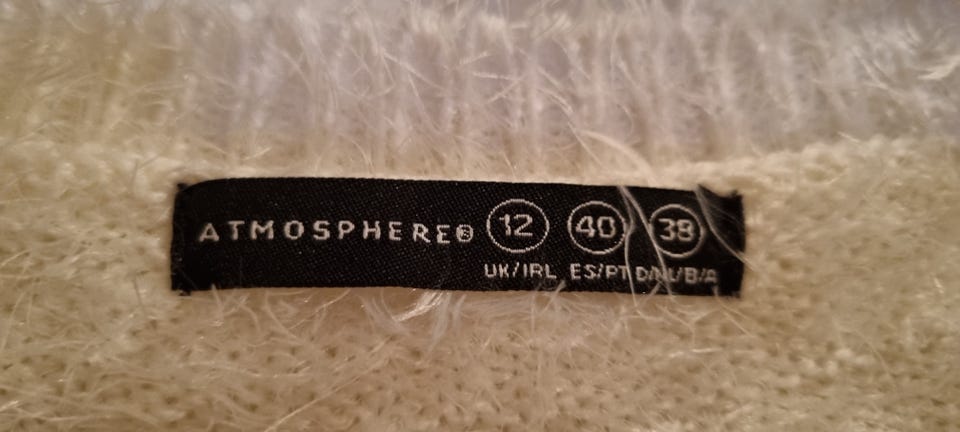 ATMOSPHERE® 12 40 38
UK/IRL ES/PT D/NL/B/A